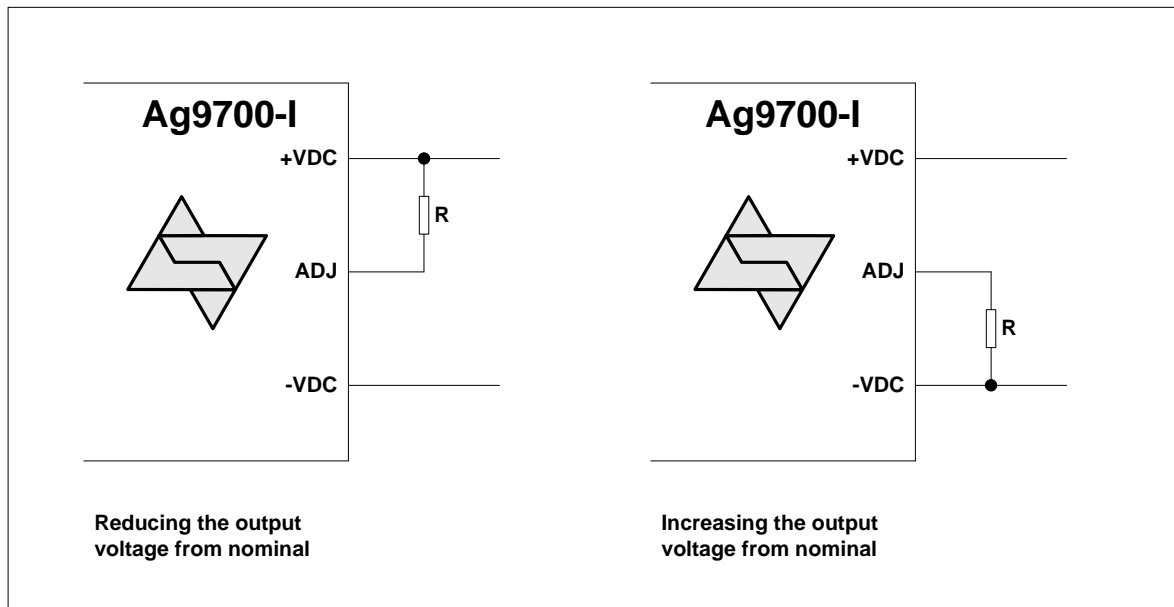 Ag9700-I
+VDC
R
ADJ
-VDC
Reducing the output
voltage from nominal
Ag9700-I
+VDC
ADJ
R
-VDC
Increasing the output
voltage from nominal